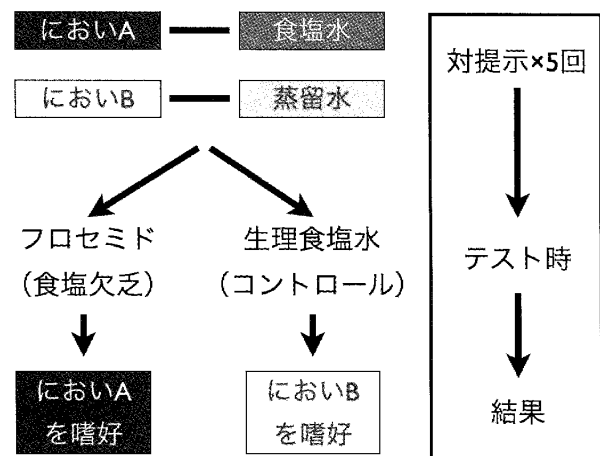 においA
食塩水
においB
蒸留水
フロセミド
(食塩欠乏)
生理食塩水
(コントロール)
においA
を嗜好
においB
を嗜好
対提示×5回
テスト時
結果